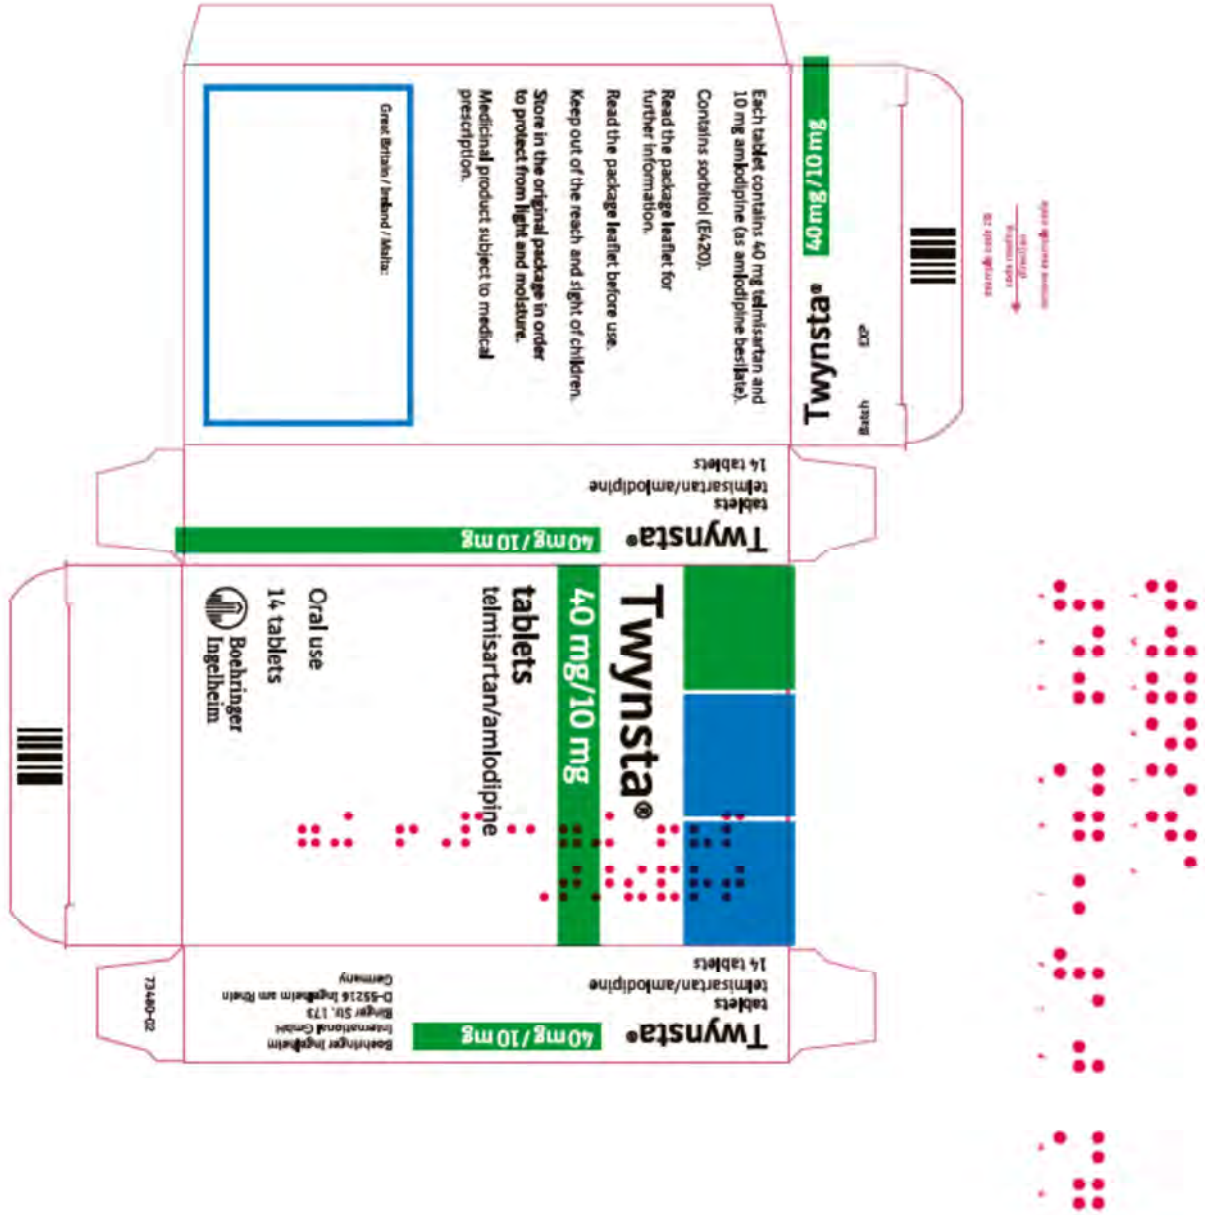 Each tablet contains 40 mg telmisartan and
10 mg amlodipine (as amlodipine besilate).
Contains sorbitol (E420).
Read the package leaflet for
further information.
Read the package leaflet before use.
Keep out of the reach and sight of children.
Store in the original package in order
to protect from light and moisture.
Medicinal product subject to medical
prescription.
Great Britain / Ireland / Malta:
40 mg/10 mg
Twynsta®
EXP
Batch
Twynsta® 40 mg/10 mg
tablets
telmisartan/amlodipine
14 tablets
Twynsta®
40 mg/10 mg
tablets
telmisartan/amlodipine
Oral use
14 tablets
Boehringer
Ingelheim
Twynsta® 40 mg/10 mg
tablets
telmisartan/amlodipine
14 tablets
Boehringer Ingelheim
International GmbH
Binger Str. 173
D-55216 Ingelheim am Rhein
Germany
73480-02